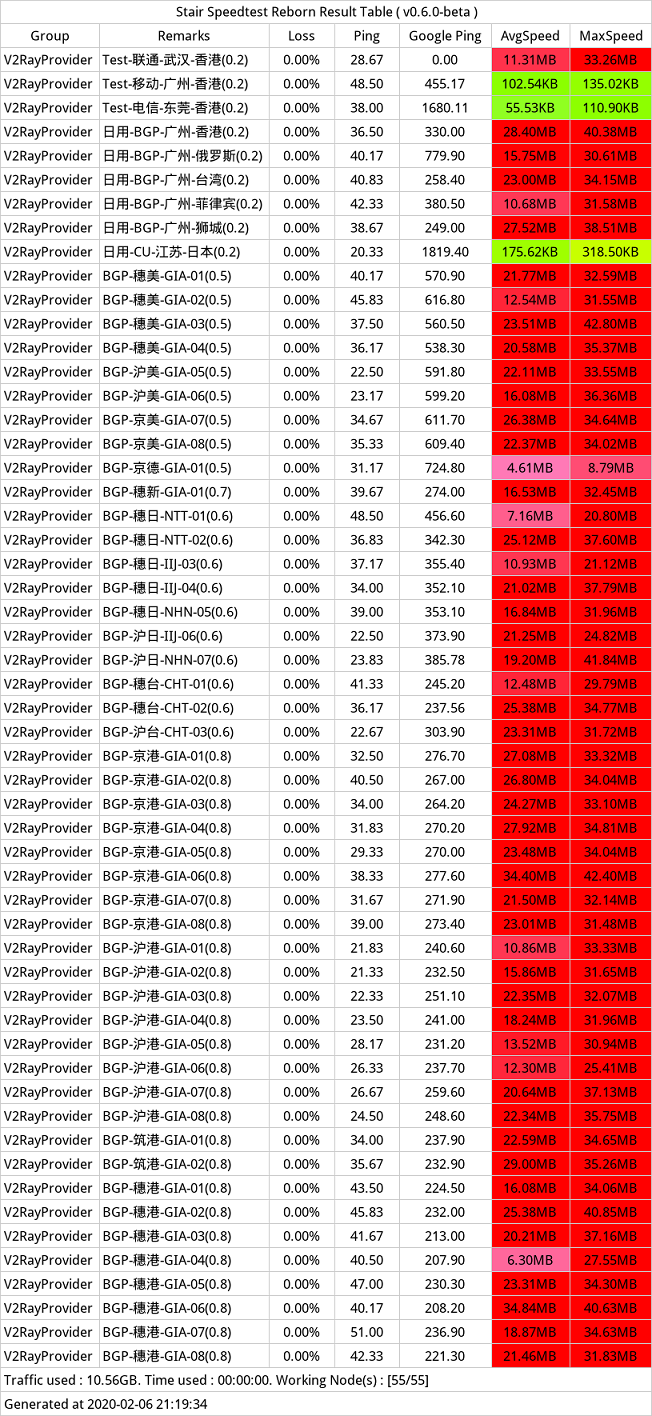 Stair Speedtest Reborn Result Table ( v0.6.0-beta )
Group Remarks Loss Ping Google Ping AvgSpeed MaxSpeed
V2RayProvider Test-联通-武汉-香港(0.2) 0.00% 28.67 0.00 11.31MB 33.26MB
V2RayProvider Test-移动-广州-香港(0.2) 0.00% 48.50 455.17 102.54KB 135.02KB
V2RayProvider Test-电信-东莞-香港(0.2) 0.00% 38.00 1680.11 55.53KB 110.90KB
V2RayProvider 日用-BGP-广州-香港(0.2) 0.00% 36.50 330.00 28.40MB 40.38MB
V2RayProvider 日用-BGP-广州-俄罗斯(0.2) 0.00% 40.17 779.90 15.75MB 30.61MB
V2RayProvider 日用-BGP-广州-台湾(0.2) 0.00% 40.83 258.40 23.00MB 34.15MB
V2RayProvider 日用-BGP-广州-菲律宾(0.2) 0.00% 42.33 380.50 10.68MB 31.58MB
V2RayProvider 日用-BGP-广州-狮城(0.2) 0.00% 38.67 249.00 27.52MB 38.51MB
V2RayProvider 日用-CU-江苏-日本(0.2) 0.00% 20.33 1819.40 175.62KB 318.50KB
V2RayProvider BGP-穗美-GIA-01(0.5) 0.00% 40.17 570.90 21.77MB 32.59MB
V2RayProvider BGP-穗美-GIA-02(0.5) 0.00% 45.83 616.80 12.54MB 31.55MB
V2RayProvider BGP-穗美-GIA-03(0.5) 0.00% 37.50 560.50 23.51MB 42.80MB
V2RayProvider BGP-穗美-GIA-04(0.5) 0.00% 36.17 538.30 20.58MB 35.37MB
V2RayProvider BGP-沪美-GIA-05(0.5) 0.00% 22.50 591.80 22.11MB 33.55MB
V2RayProvider BGP-沪美-GIA-06(0.5) 0.00% 23.17 599.20 16.08MB 36.36MB
V2RayProvider BGP-京美-GIA-07(0.5) 0.00% 34.67 611.70 26.38MB 34.64MB
V2RayProvider BGP-京美-GIA-08(0.5) 0.00% 35.33 609.40 22.37MB 34.02MB
V2RayProvider BGP-京德-GIA-01(0.5) 0.00% 31.17 724.80 4.61MB 8.79MB
V2RayProvider BGP-穗新-GIA-01(0.7) 0.00% 39.67 274.00 16.53MB 32.45MB
V2RayProvider BGP-穗日-NTT-01(0.6) 0.00% 48.50 456.60 7.16MB 20.80MB
V2RayProvider BGP-穗日-NTT-02(0.6) 0.00% 36.83 342.30 25.12MB 37.60MB
V2RayProvider BGP-穗日-IIJ-03(0.6) 0.00% 37.17 355.40 10.93MB 21.12MB
V2RayProvider BGP-穗日-IIJ-04(0.6) 0.00% 34.00 352.10 21.02MB 37.79MB
V2RayProvider BGP-穗日-NHN-05(0.6) 0.00% 39.00 353.10 16.84MB 31.96MB
V2RayProvider BGP-沪日-IIJ-06(0.6) 0.00% 22.50 373.90 21.25MB 24.82MB
V2RayProvider BGP-沪日-NHN-07(0.6) 0.00% 23.83 385.78 19.20MB 41.84MB
V2RayProvider BGP-穗台-CHT-01(0.6) 0.00% 41.33 245.20 12.48MB 29.79MB
V2RayProvider BGP-穗台-CHT-02(0.6) 0.00% 36.17 237.56 25.38MB 34.77MB
V2RayProvider BGP-沪台-CHT-03(0.6) 0.00% 22.67 303.90 23.31MB 31.72MB
V2RayProvider BGP-京港-GIA-01(0.8) 0.00% 32.50 276.70 27.08MB 33.32MB
V2RayProvider BGP-京港-GIA-02(0.8) 0.00% 40.50 267.00 26.80MB 34.04MB
V2RayProvider BGP-京港-GIA-03(0.8) 0.00% 34.00 264.20 24.27MB 33.10MB
V2RayProvider BGP-京港-GIA-04(0.8) 0.00% 31.83 270.20 27.92MB 34.81MB
V2RayProvider BGP-京港-GIA-05(0.8) 0.00% 29.33 270.00 23.48MB 34.04MB
V2RayProvider BGP-京港-GIA-06(0.8) 0.00% 38.33 277.60 34.40MB 42.40MB
V2RayProvider BGP-京港-GIA-07(0.8) 0.00% 31.67 271.90 21.50MB 32.14MB
V2RayProvider BGP-京港-GIA-08(0.8) 0.00% 39.00 273.40 23.01MB 31.48MB
V2RayProvider BGP-沪港-GIA-01(0.8) 0.00% 21.83 240.60 10.86MB 33.33MB
V2RayProvider BGP-沪港-GIA-02(0.8) 0.00% 21.33 232.50 15.86MB 31.65MB
V2RayProvider BGP-沪港-GIA-03(0.8) 0.00% 22.33 251.10 22.35MB 32.07MB
V2RayProvider BGP-沪港-GIA-04(0.8) 0.00% 23.50 241.00 18.24MB 31.96MB
V2RayProvider BGP-沪港-GIA-05(0.8) 0.00% 28.17 231.20 13.52MB 30.94MB
V2RayProvider BGP-沪港-GIA-06(0.8) 0.00% 26.33 237.70 12.30MB 25.41MB
V2RayProvider BGP-沪港-GIA-07(0.8) 0.00% 26.67 259.60 20.64MB 37.13MB
V2RayProvider BGP-沪港-GIA-08(0.8) 0.00% 24.50 248.60 22.34MB 35.75MB
V2RayProvider BGP-筑港-GIA-01(0.8) 0.00% 34.00 237.90 22.59MB 34.65MB
V2RayProvider BGP-筑港-GIA-02(0.8) 0.00% 35.67 232.90 29.00MB 35.26MB
V2RayProvider BGP-穗港-GIA-01(0.8) 0.00% 43.50 224.50 16.08MB 34.06MB
V2RayProvider BGP-穗港-GIA-02(0.8) 0.00% 45.83 232.00 25.38MB 40.85MB
V2RayProvider BGP-穗港-GIA-03(0.8) 0.00% 41.67 213.00 20.21MB 37.16MB
V2RayProvider BGP-穗港-GIA-04(0.8) 0.00% 40.50 207.90 6.30MB 27.55MB
V2RayProvider BGP-穗港-GIA-05(0.8) 0.00% 47.00 230.30 23.31MB 34.30MB
V2RayProvider BGP-穗港-GIA-06(0.8) 0.00% 40.17 208.20 34.84MB 40.63MB
V2RayProvider BGP-穗港-GIA-07(0.8) 0.00% 51.00 236.90 18.87MB 34.63MB
V2RayProvider BGP-穗港-GIA-08(0.8) 0.00% 42.33 221.30 21.46MB 31.83MB
Traffic used : 10.56GB. Time used : 00:00:00. Working Node(s) : [55/55]
Generated at 2020-02-06 21:19:34